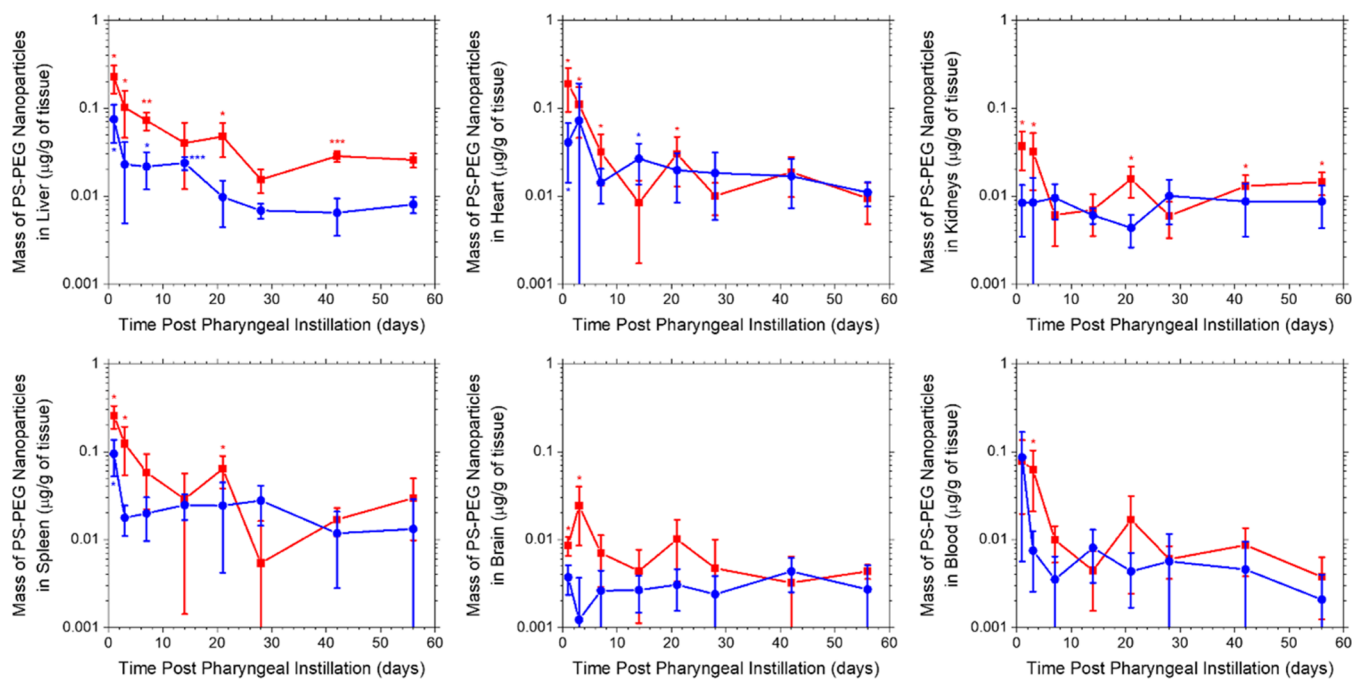 Mass of PS-PEG Nanoparticles
in Liver (µg/g of tissue)
1
0.1
0.01
0.001
* * ** * ***
* * ***
0 10 20 30 40 50 60
Time Post Pharyngeal Instillation (days)
Mass of PS-PEG Nanoparticles
in Heart (µg/g of tissue)
1
0.1
0.01
0.001
* * * * *
*
0 10 20 30 40 50 60
Time Post Pharyngeal Instillation (days)
Mass of PS-PEG Nanoparticles
in Kidneys (µg/g of tissue)
1
0.1
0.01
0.001
* * * * *
0 10 20 30 40 50 60
Time Post Pharyngeal Instillation (days)
Mass of PS-PEG Nanoparticles
in Spleen (µg/g of tissue)
1
0.1
0.01
0.001
* * *
*
0 10 20 30 40 50 60
Time Post Pharyngeal Instillation (days)
Mass of PS-PEG Nanoparticles
in Brain (µg/g of tissue)
1
0.1
0.01
0.001
* *
0 10 20 30 40 50 60
Time Post Pharyngeal Instillation (days)
Mass of PS-PEG Nanoparticles
in Blood (µg/g of tissue)
1
0.1
0.01
0.001
*
0 10 20 30 40 50 60
Time Post Pharyngeal Instillation (days)